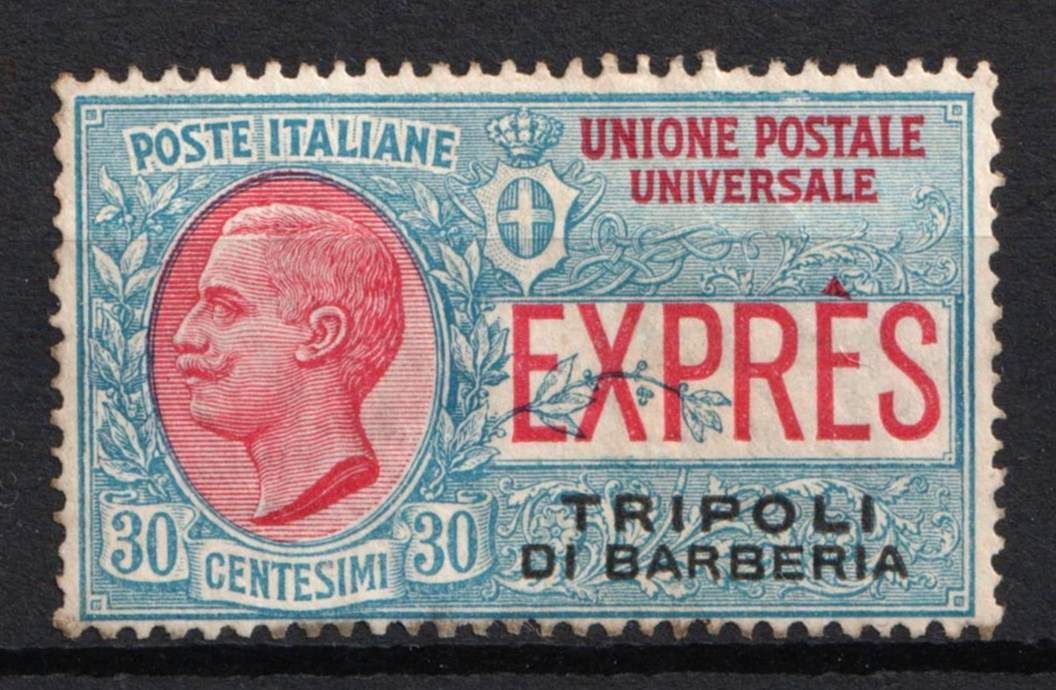 POSTE ITALIANE
UNIONE POSTALE
UNIVERSALE
EXPRÈS
TRIPOLI
DI BARBERIA
30 CENTESIMI 30